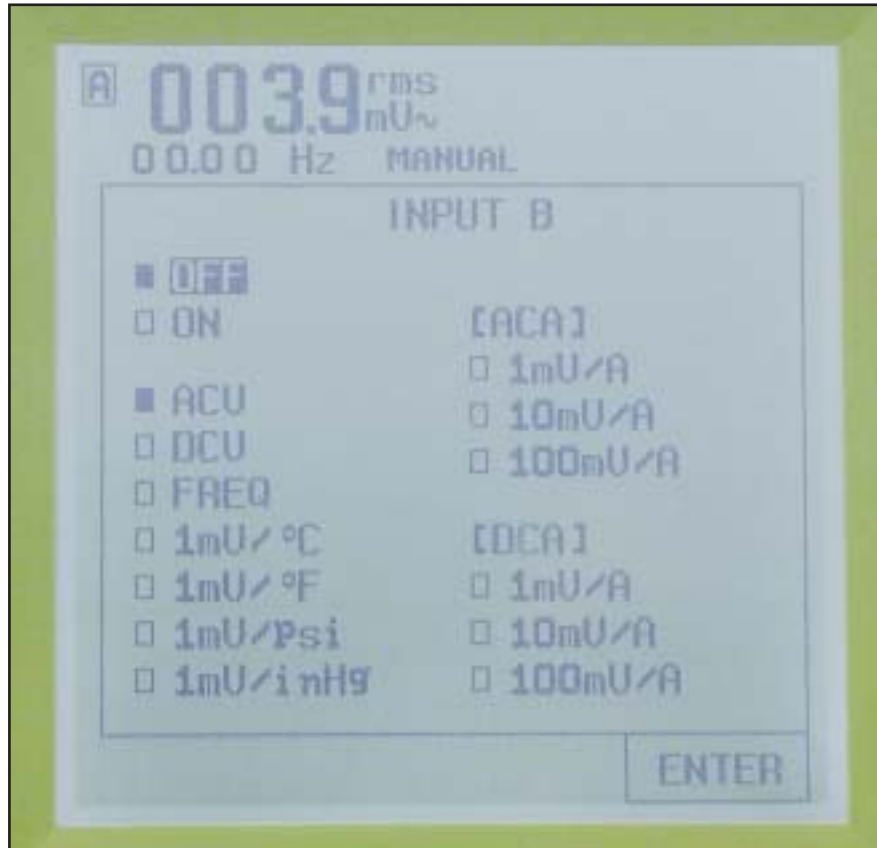 A 003.9 rms mV~
00.00 Hz MANUAL
INPUT B
OFF
ON
ACV
DCV
FREQ
1mV/°C
1mV/°F
1mV/Psi
1mV/inHg
[ACA]
1mV/A
10mV/A
100mV/A
[DCA]
1mV/A
10mV/A
100mV/A
ENTER